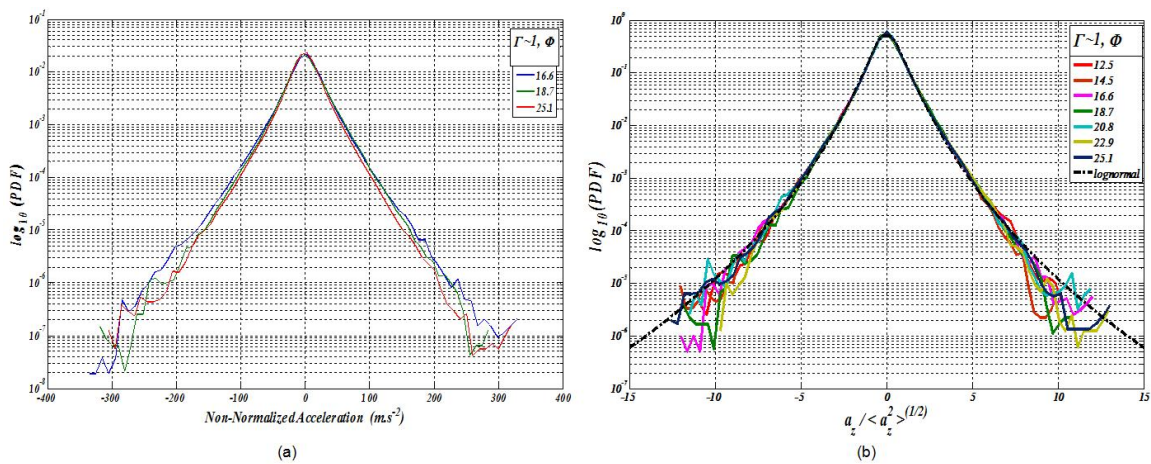 10^-1
10^-2
10^-3
10^-4
10^-5
10^-6
10^-7
10^-8
log10 (PDF)
-400 -300 -200 -100 0 100 200 300 400
Non-Normalized Acceleration (m.s^-2)
Γ~1, Φ
16.6
18.7
25.1
(a)
10^0
10^-1
10^-2
10^-3
10^-4
10^-5
10^-6
10^-7
log10 (PDF)
-15 -10 -5 0 5 10 15
a_z / <a_z^2>^(1/2)
Γ~1, Φ
12.5
14.5
16.6
18.7
20.8
22.9
25.1
lognormal
(b)